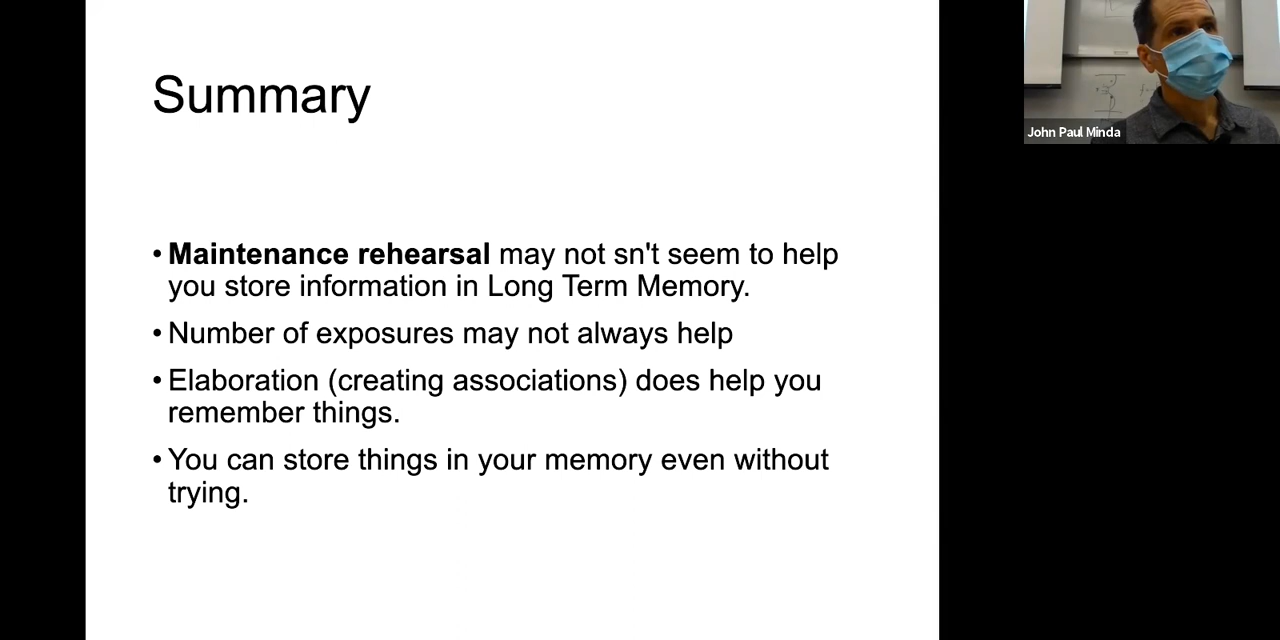 Summary
• Maintenance rehearsal may not sn't seem to help
you store information in Long Term Memory.
• Number of exposures may not always help
• Elaboration (creating associations) does help you
remember things.
• You can store things in your memory even without
trying.
John Paul Minda